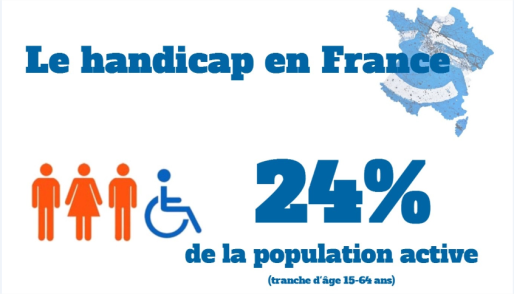 Le handicap en France
24%
de la population active
(tranche d'âge 15-64 ans)